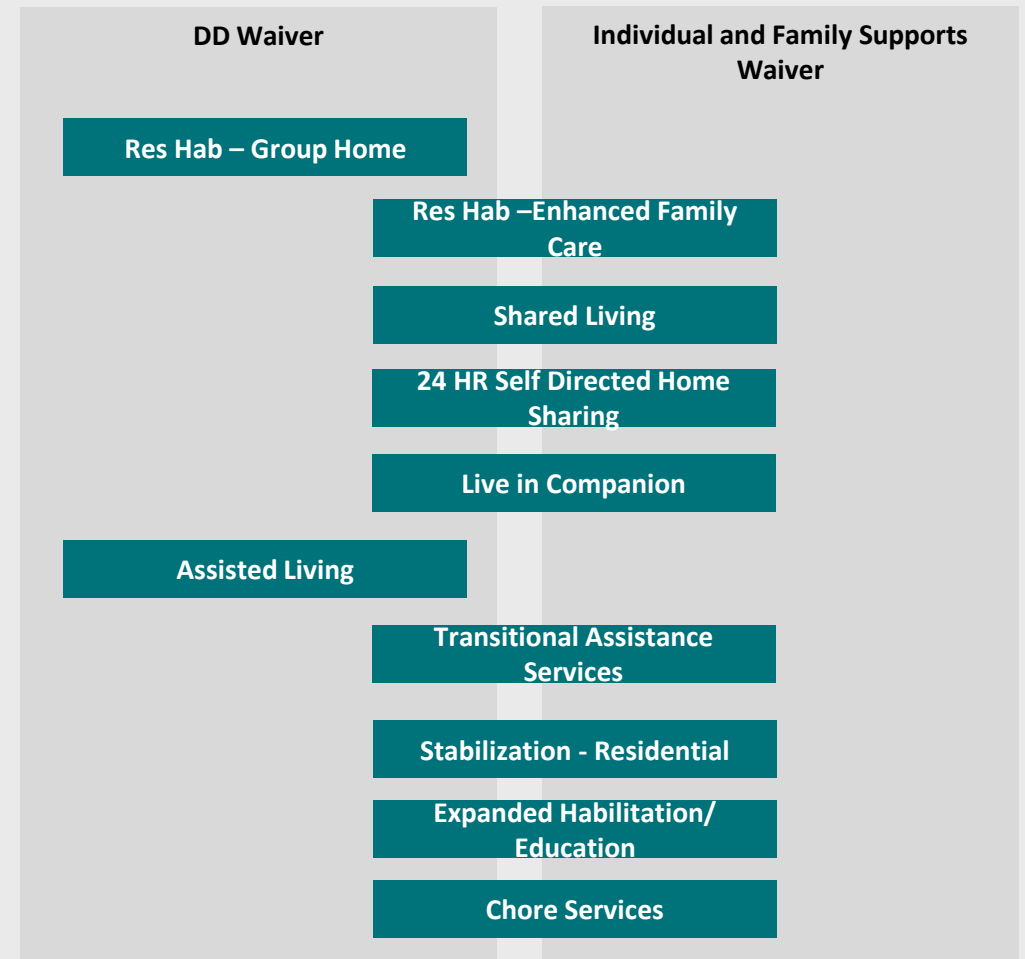 DD Waiver
Individual and Family Supports
Waiver
Res Hab – Group Home
Res Hab –Enhanced Family
Care
Shared Living
24 HR Self Directed Home
Sharing
Live in Companion
Assisted Living
Transitional Assistance
Services
Stabilization - Residential
Expanded Habilitation/
Education
Chore Services